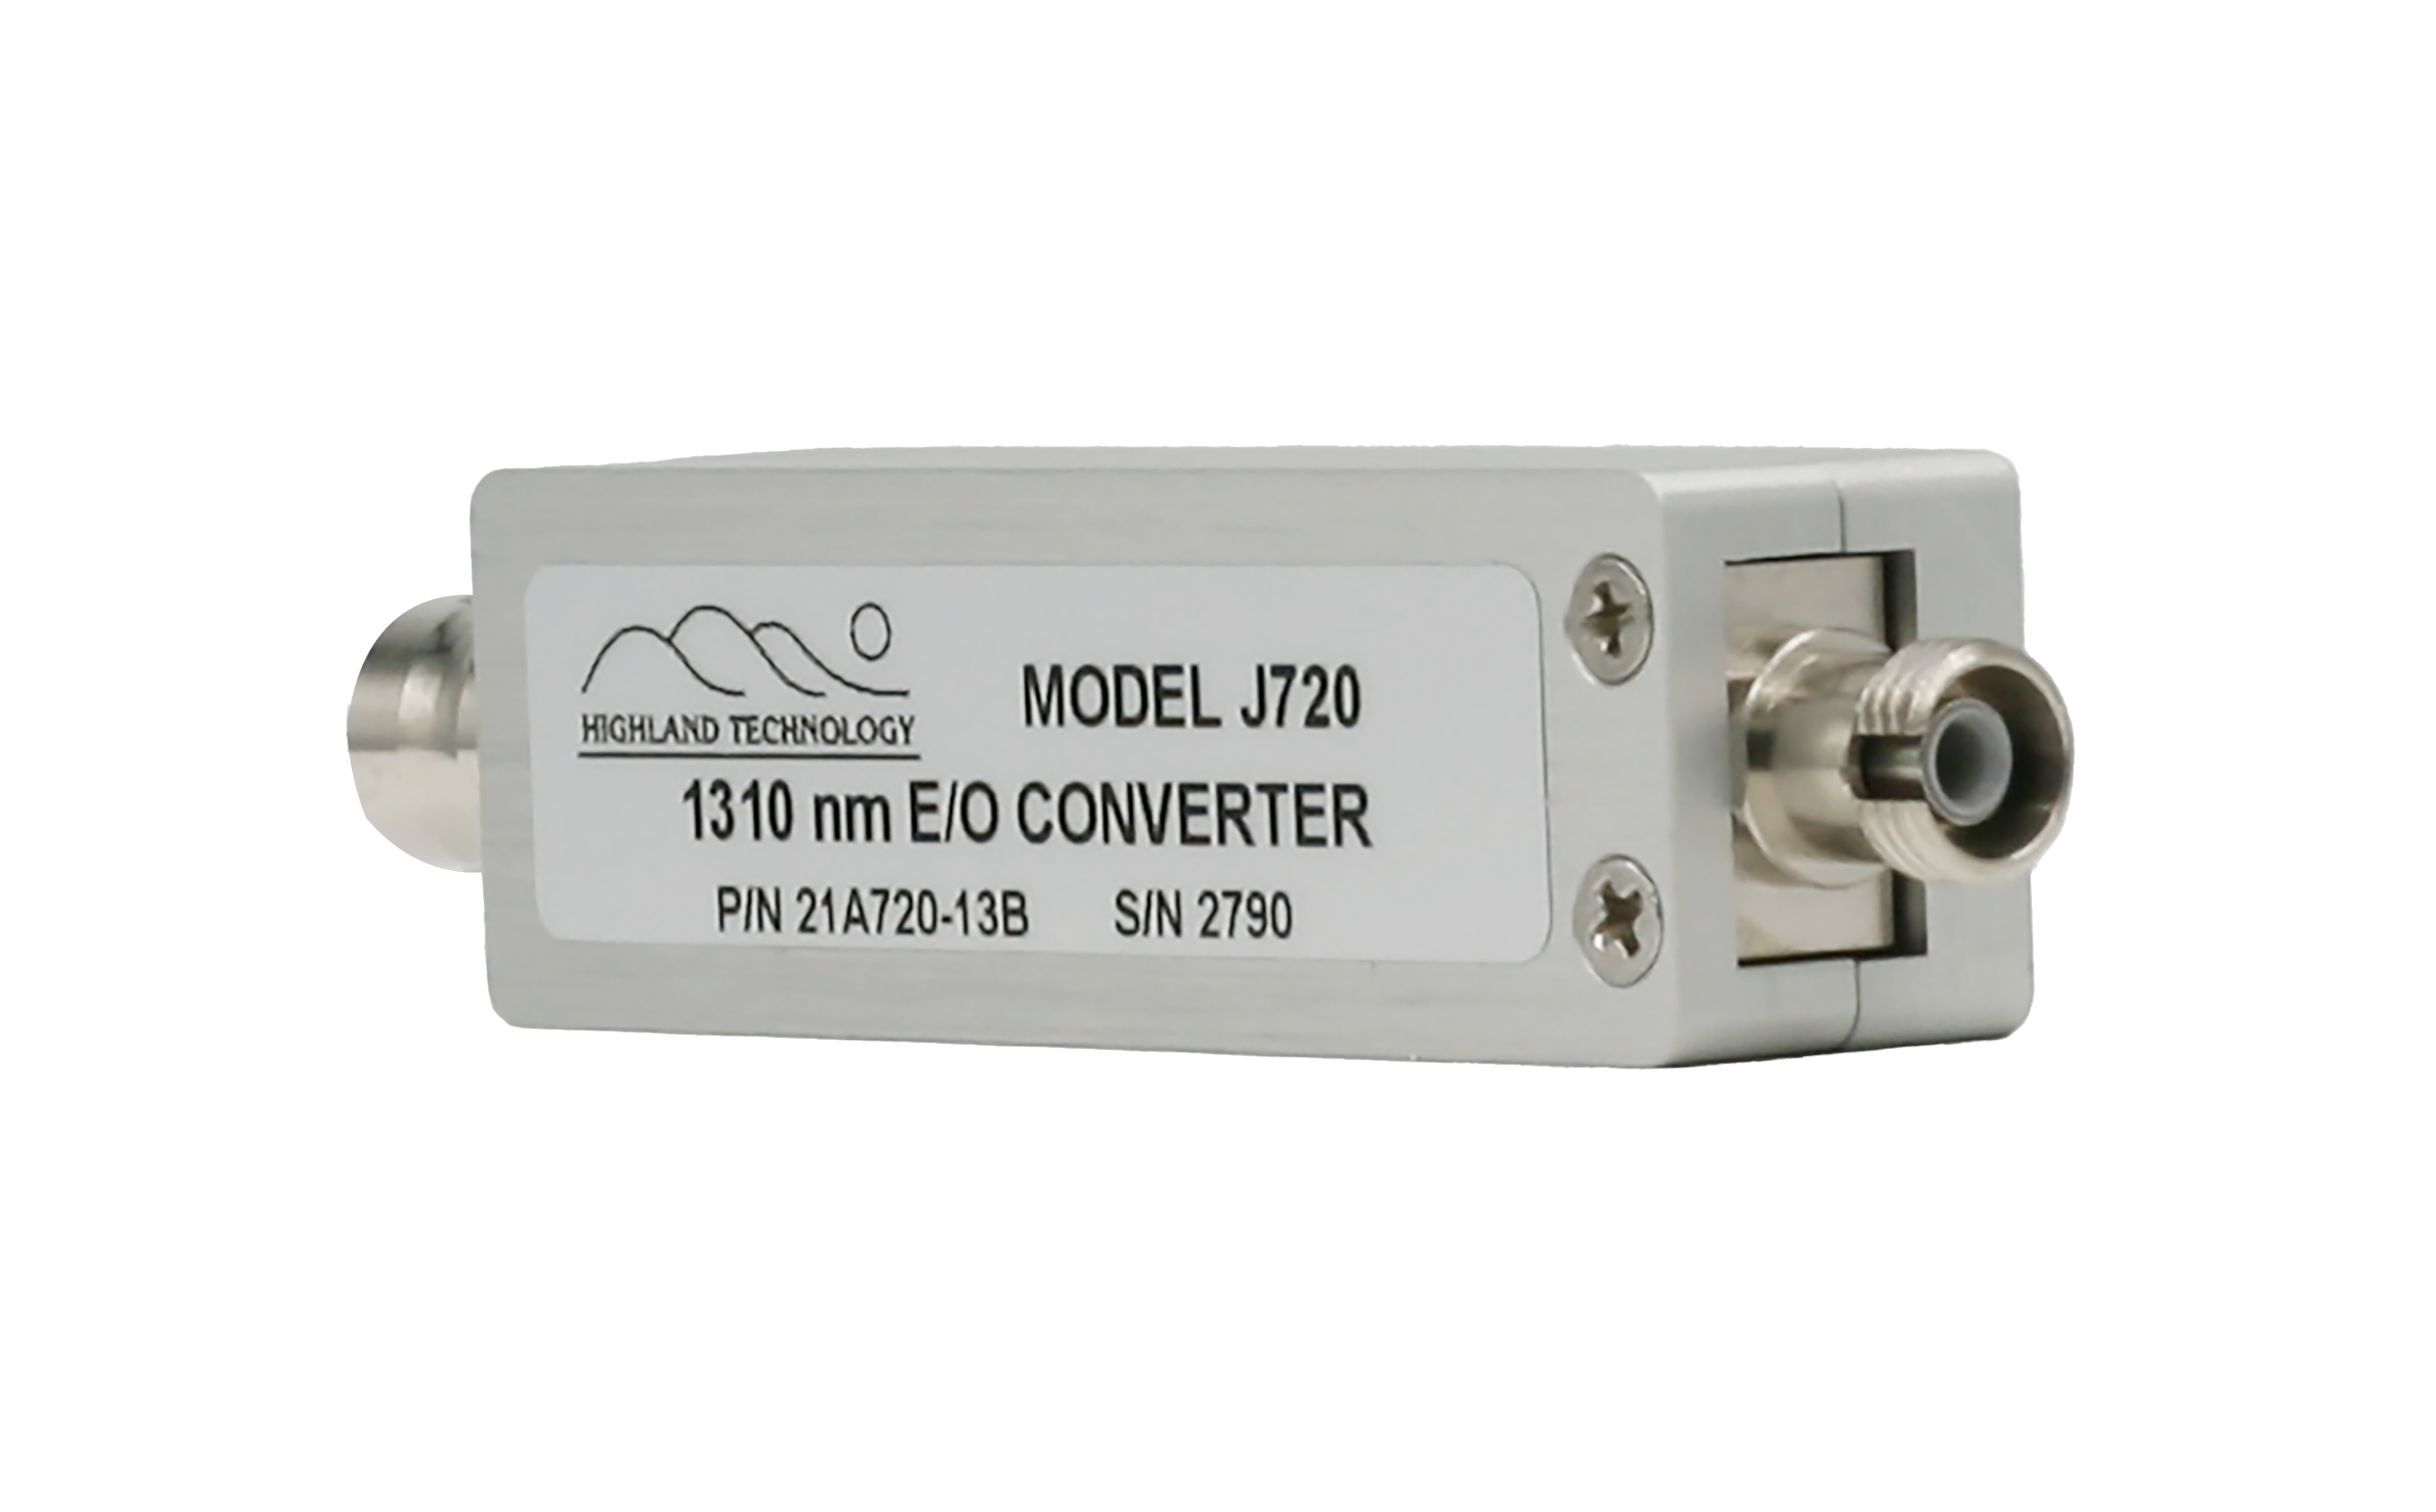 HIGHLAND TECHNOLOGY
MODEL J720
1310 nm E/O CONVERTER
P/N 21A720-13B S/N 2790